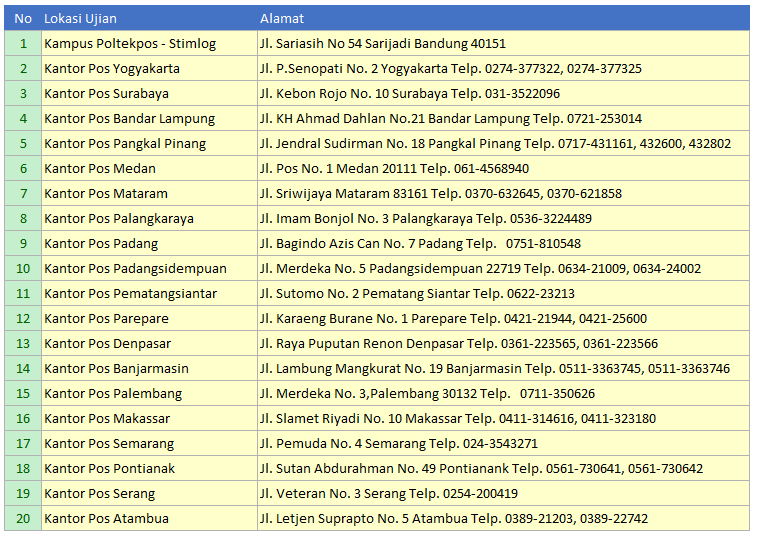 No Lokasi Ujian Alamat
1 Kampus Poltekpos - Stimlog Jl. Sariasih No 54 Sarijadi Bandung 40151
2 Kantor Pos Yogyakarta Jl. P.Senopati No. 2 Yogyakarta Telp. 0274-377322, 0274-377325
3 Kantor Pos Surabaya Jl. Kebon Rojo No. 10 Surabaya Telp. 031-3522096
4 Kantor Pos Bandar Lampung Jl. KH Ahmad Dahlan No.21 Bandar Lampung Telp. 0721-253014
5 Kantor Pos Pangkal Pinang Jl. Jendral Sudirman No. 18 Pangkal Pinang Telp. 0717-431161, 432600, 432802
6 Kantor Pos Medan Jl. Pos No. 1 Medan 20111 Telp. 061-4568940
7 Kantor Pos Mataram Jl. Sriwijaya Mataram 83161 Telp. 0370-632645, 0370-621858
8 Kantor Pos Palangkaraya Jl. Imam Bonjol No. 3 Palangkaraya Telp. 0536-3224489
9 Kantor Pos Padang Jl. Bagindo Azis Can No. 7 Padang Telp. 0751-810548
10 Kantor Pos Padangsidempuan Jl. Merdeka No. 5 Padangsidempuan 22719 Telp. 0634-21009, 0634-24002
11 Kantor Pos Pematangsiantar Jl. Sutomo No. 2 Pematang Siantar Telp. 0622-23213
12 Kantor Pos Parepare Jl. Karaeng Burane No. 1 Parepare Telp. 0421-21944, 0421-25600
13 Kantor Pos Denpasar Jl. Raya Puputan Renon Denpasar Telp. 0361-223565, 0361-223566
14 Kantor Pos Banjarmasin Jl. Lambung Mangkurat No. 19 Banjarmasin Telp. 0511-3363745, 0511-3363746
15 Kantor Pos Palembang Jl. Merdeka No. 3,Palembang 30132 Telp. 0711-350626
16 Kantor Pos Makassar Jl. Slamet Riyadi No. 10 Makassar Telp. 0411-314616, 0411-323180
17 Kantor Pos Semarang Jl. Pemuda No. 4 Semarang Telp. 024-3543271
18 Kantor Pos Pontianak Jl. Sutan Abdurahman No. 49 Pontianank Telp. 0561-730641, 0561-730642
19 Kantor Pos Serang Jl. Veteran No. 3 Serang Telp. 0254-200419
20 Kantor Pos Atambua Jl. Letjen Suprapto No. 5 Atambua Telp. 0389-21203, 0389-22742